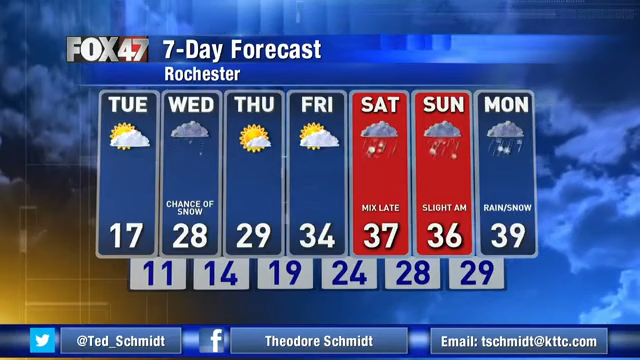 FOX 47
7-Day Forecast
Rochester
TUE WED THU FRI SAT SUN MON
CHANCE OF
SNOW
MIX LATE
SLIGHT AM
RAIN/SNOW
17 28 29 34 37 36 39
11 14 19 24 28 29
@Ted_Schmidt
f
Theodore Schmidt
Email: tschmidt@kttc.com